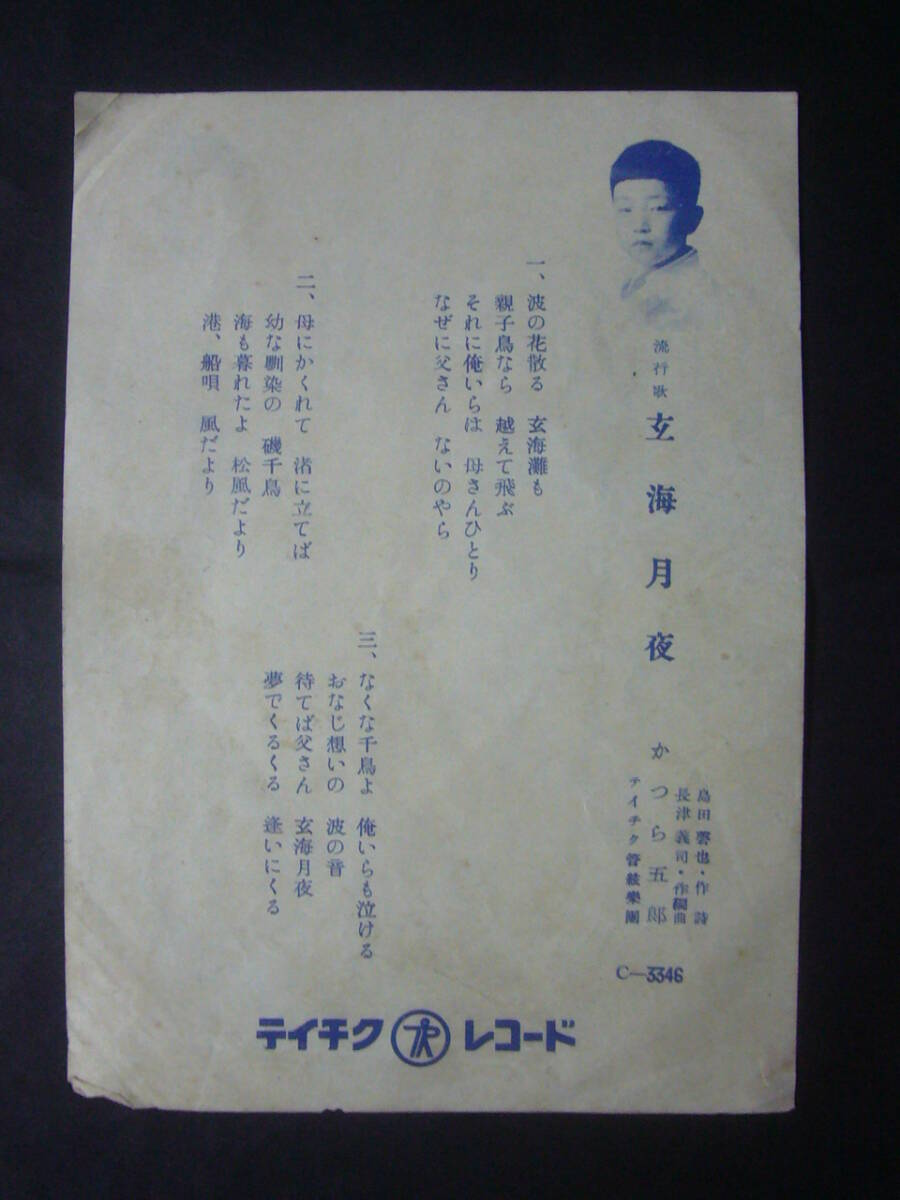 流行歌 玄海月夜
島田磬也・作詩
長津義司・作編曲
かつら五郎
テイチク管絃樂團
C—3346
一、波の花散る 玄海灘も
親子鳥なら 越えて飛ぶ
それに俺いらは 母さんひとり
なぜに父さん ないのやら
二、母にかくれて 渚に立てば
幼な馴染の 磯千鳥
海も暮れたよ 松風だより
港、船唄 風だより
三、なくな千鳥よ 俺いらも泣ける
おなじ想いの 波の音
待てば父さん 玄海月夜
夢でくるくる 逢いにくる
テイチク レコード